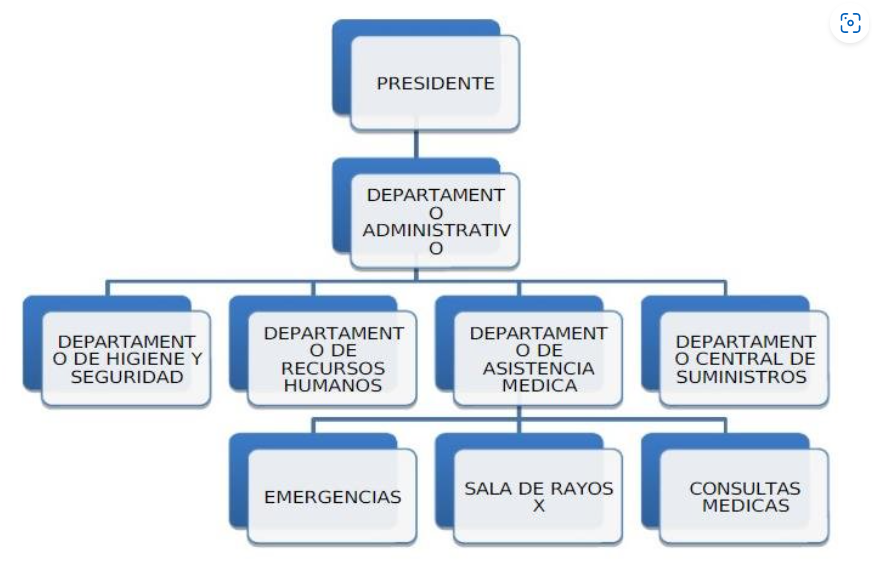 PRESIDENTE
DEPARTAMENT
O
ADMINISTRATIV
O
DEPARTAMENT
O DE HIGIENE Y
SEGURIDAD
DEPARTAMENT
O DE
RECURSOS
HUMANOS
DEPARTAMENT
O DE
ASISTENCIA
MEDICA
DEPARTAMENT
O CENTRAL DE
SUMINISTROS
EMERGENCIAS
SALA DE RAYOS
X
CONSULTAS
MEDICAS